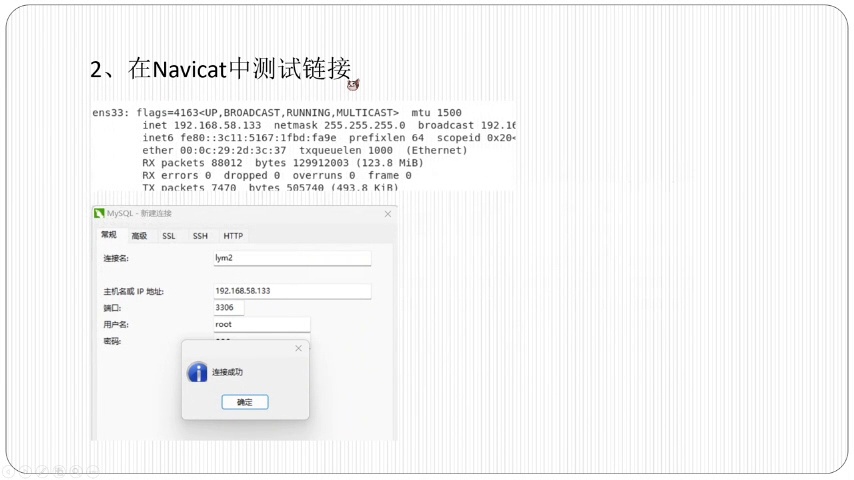 2、在Navicat中测试链接
ens33: flags=4163<UP,BROADCAST,RUNNING,MULTICAST>  mtu 1500
inet 192.168.58.133  netmask 255.255.255.0  broadcast 192.16
inet6 fe80::3c11:5167:1fbd:fa9e  prefixlen 64  scopeid 0x20<
ether 00:0c:29:2d:3c:37  txqueuelen 1000  (Ethernet)
RX packets 88012  bytes 129912003 (123.8 MiB)
RX errors 0  dropped 0  overruns 0  frame 0
TX packets 7470  bytes 505740 (493.8 KiB)
MySQL - 新建连接
常规 高级 SSL SSH HTTP
连接名: lym2
主机名或 IP 地址: 192.168.58.133
端口: 3306
用户名: root
密码:
连接成功
确定